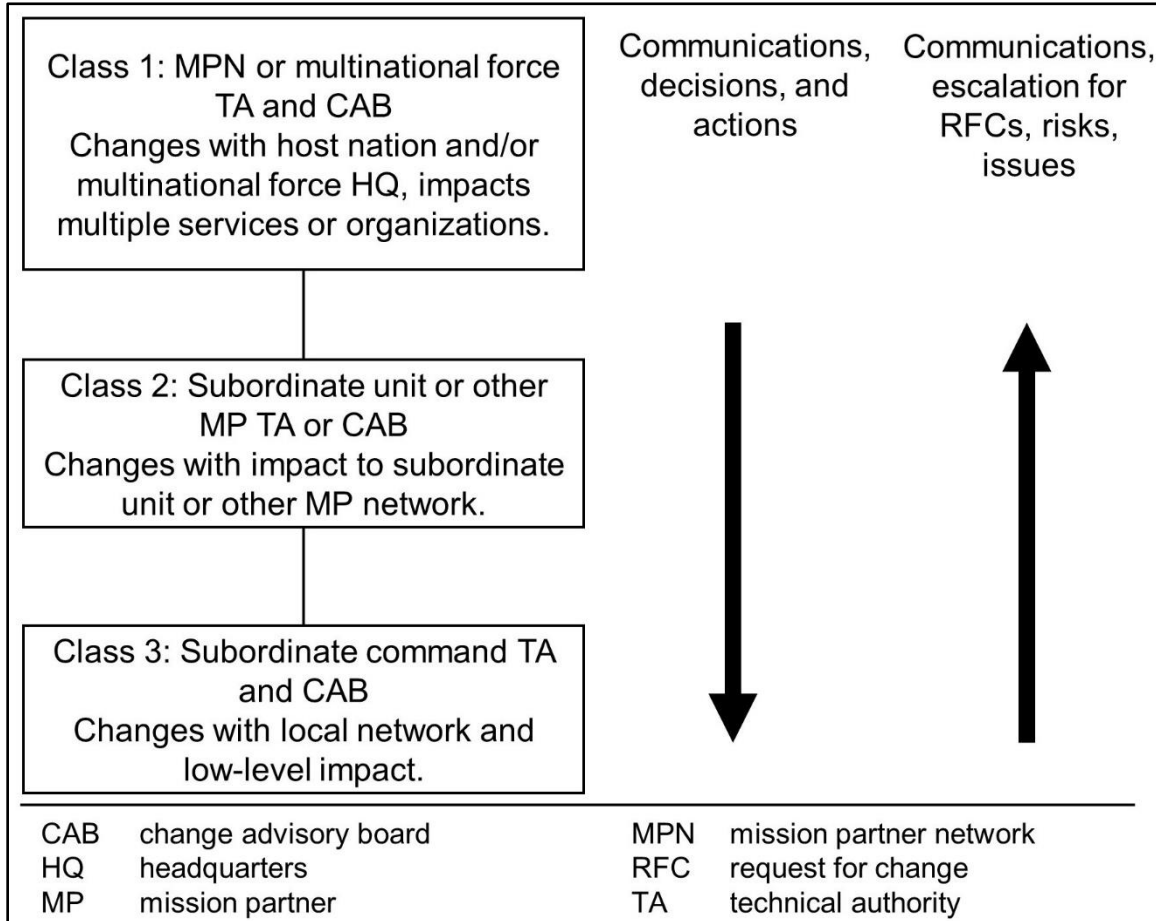 Class 1: MPN or multinational force
TA and CAB
Changes with host nation and/or
multinational force HQ, impacts
multiple services or organizations.
Communications,
decisions, and
actions
Communications,
escalation for
RFCs, risks,
issues
Class 2: Subordinate unit or other
MP TA or CAB
Changes with impact to subordinate
unit or other MP network.
Class 3: Subordinate command TA
and CAB
Changes with local network and
low-level impact.
CAB change advisory board
HQ headquarters
MP mission partner
MPN mission partner network
RFC request for change
TA technical authority